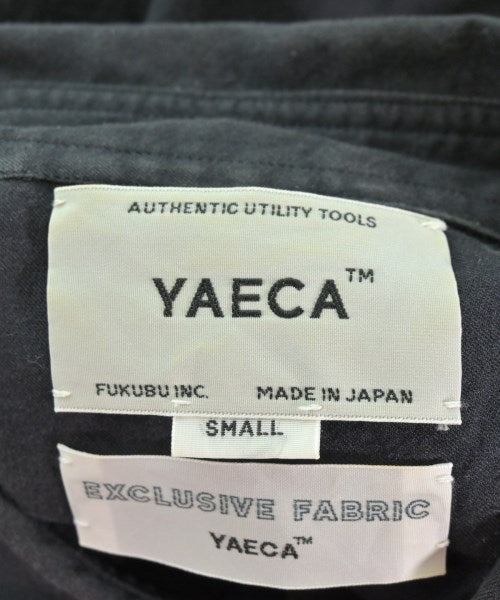 AUTHENTIC UTILITY TOOLS
YAECA™
FUKUBU INC. MADE IN JAPAN
SMALL
EXCLUSIVE FABRIC
YAECA™